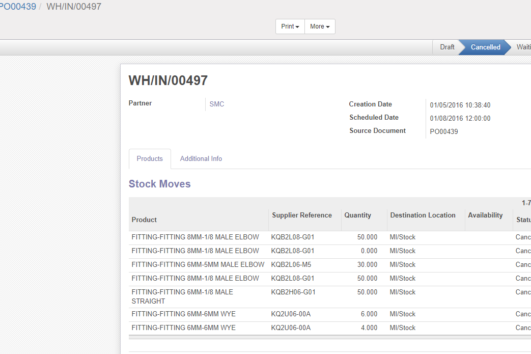 PO00439 / WH/IN/00497
Print More
Draft Cancelled
WH/IN/00497
Partner SMC
Creation Date 01/05/2016 10:38:40
Scheduled Date 01/08/2016 12:00:00
Source Document PO00439
Products Additional Info
Stock Moves
1-7
Product Supplier Reference Quantity Destination Location Availability Statu
FITTING-FITTING 8MM-1/8 MALE ELBOW KQB2L08-G01 50.000 MI/Stock Canc
FITTING-FITTING 8MM-1/8 MALE ELBOW KQB2L08-G01 0.000 MI/Stock Canc
FITTING-FITTING 6MM-5MM MALE ELBOW KQB2L06-M5 30.000 MI/Stock Canc
FITTING-FITTING 8MM-1/8 MALE ELBOW KQB2L08-G01 50.000 MI/Stock Canc
FITTING-FITTING 6MM-1/8 MALE STRAIGHT KQB2H06-G01 50.000 MI/Stock Canc
FITTING-FITTING 6MM-6MM WYE KQ2U06-00A 6.000 MI/Stock Canc
FITTING-FITTING 6MM-6MM WYE KQ2U06-00A 4.000 MI/Stock Canc